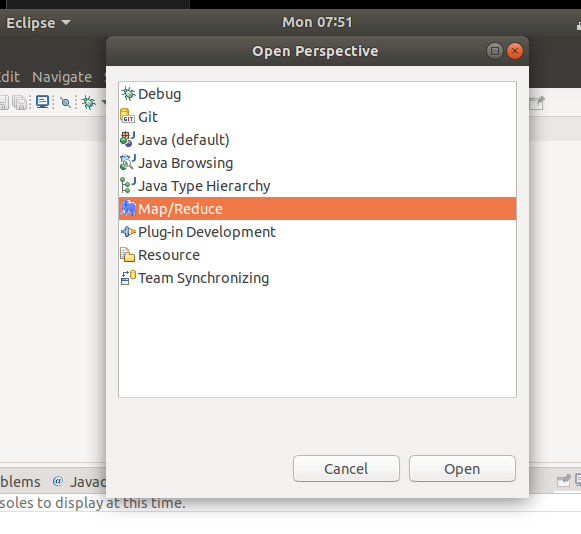 Eclipse
Mon 07:51
Open Perspective
dit Navigate
Debug
GIT Git
Java (default)
Java Browsing
Java Type Hierarchy
Map/Reduce
Plug-in Development
Resource
Team Synchronizing
Cancel Open
blems @ Javad
soles to display at this time.